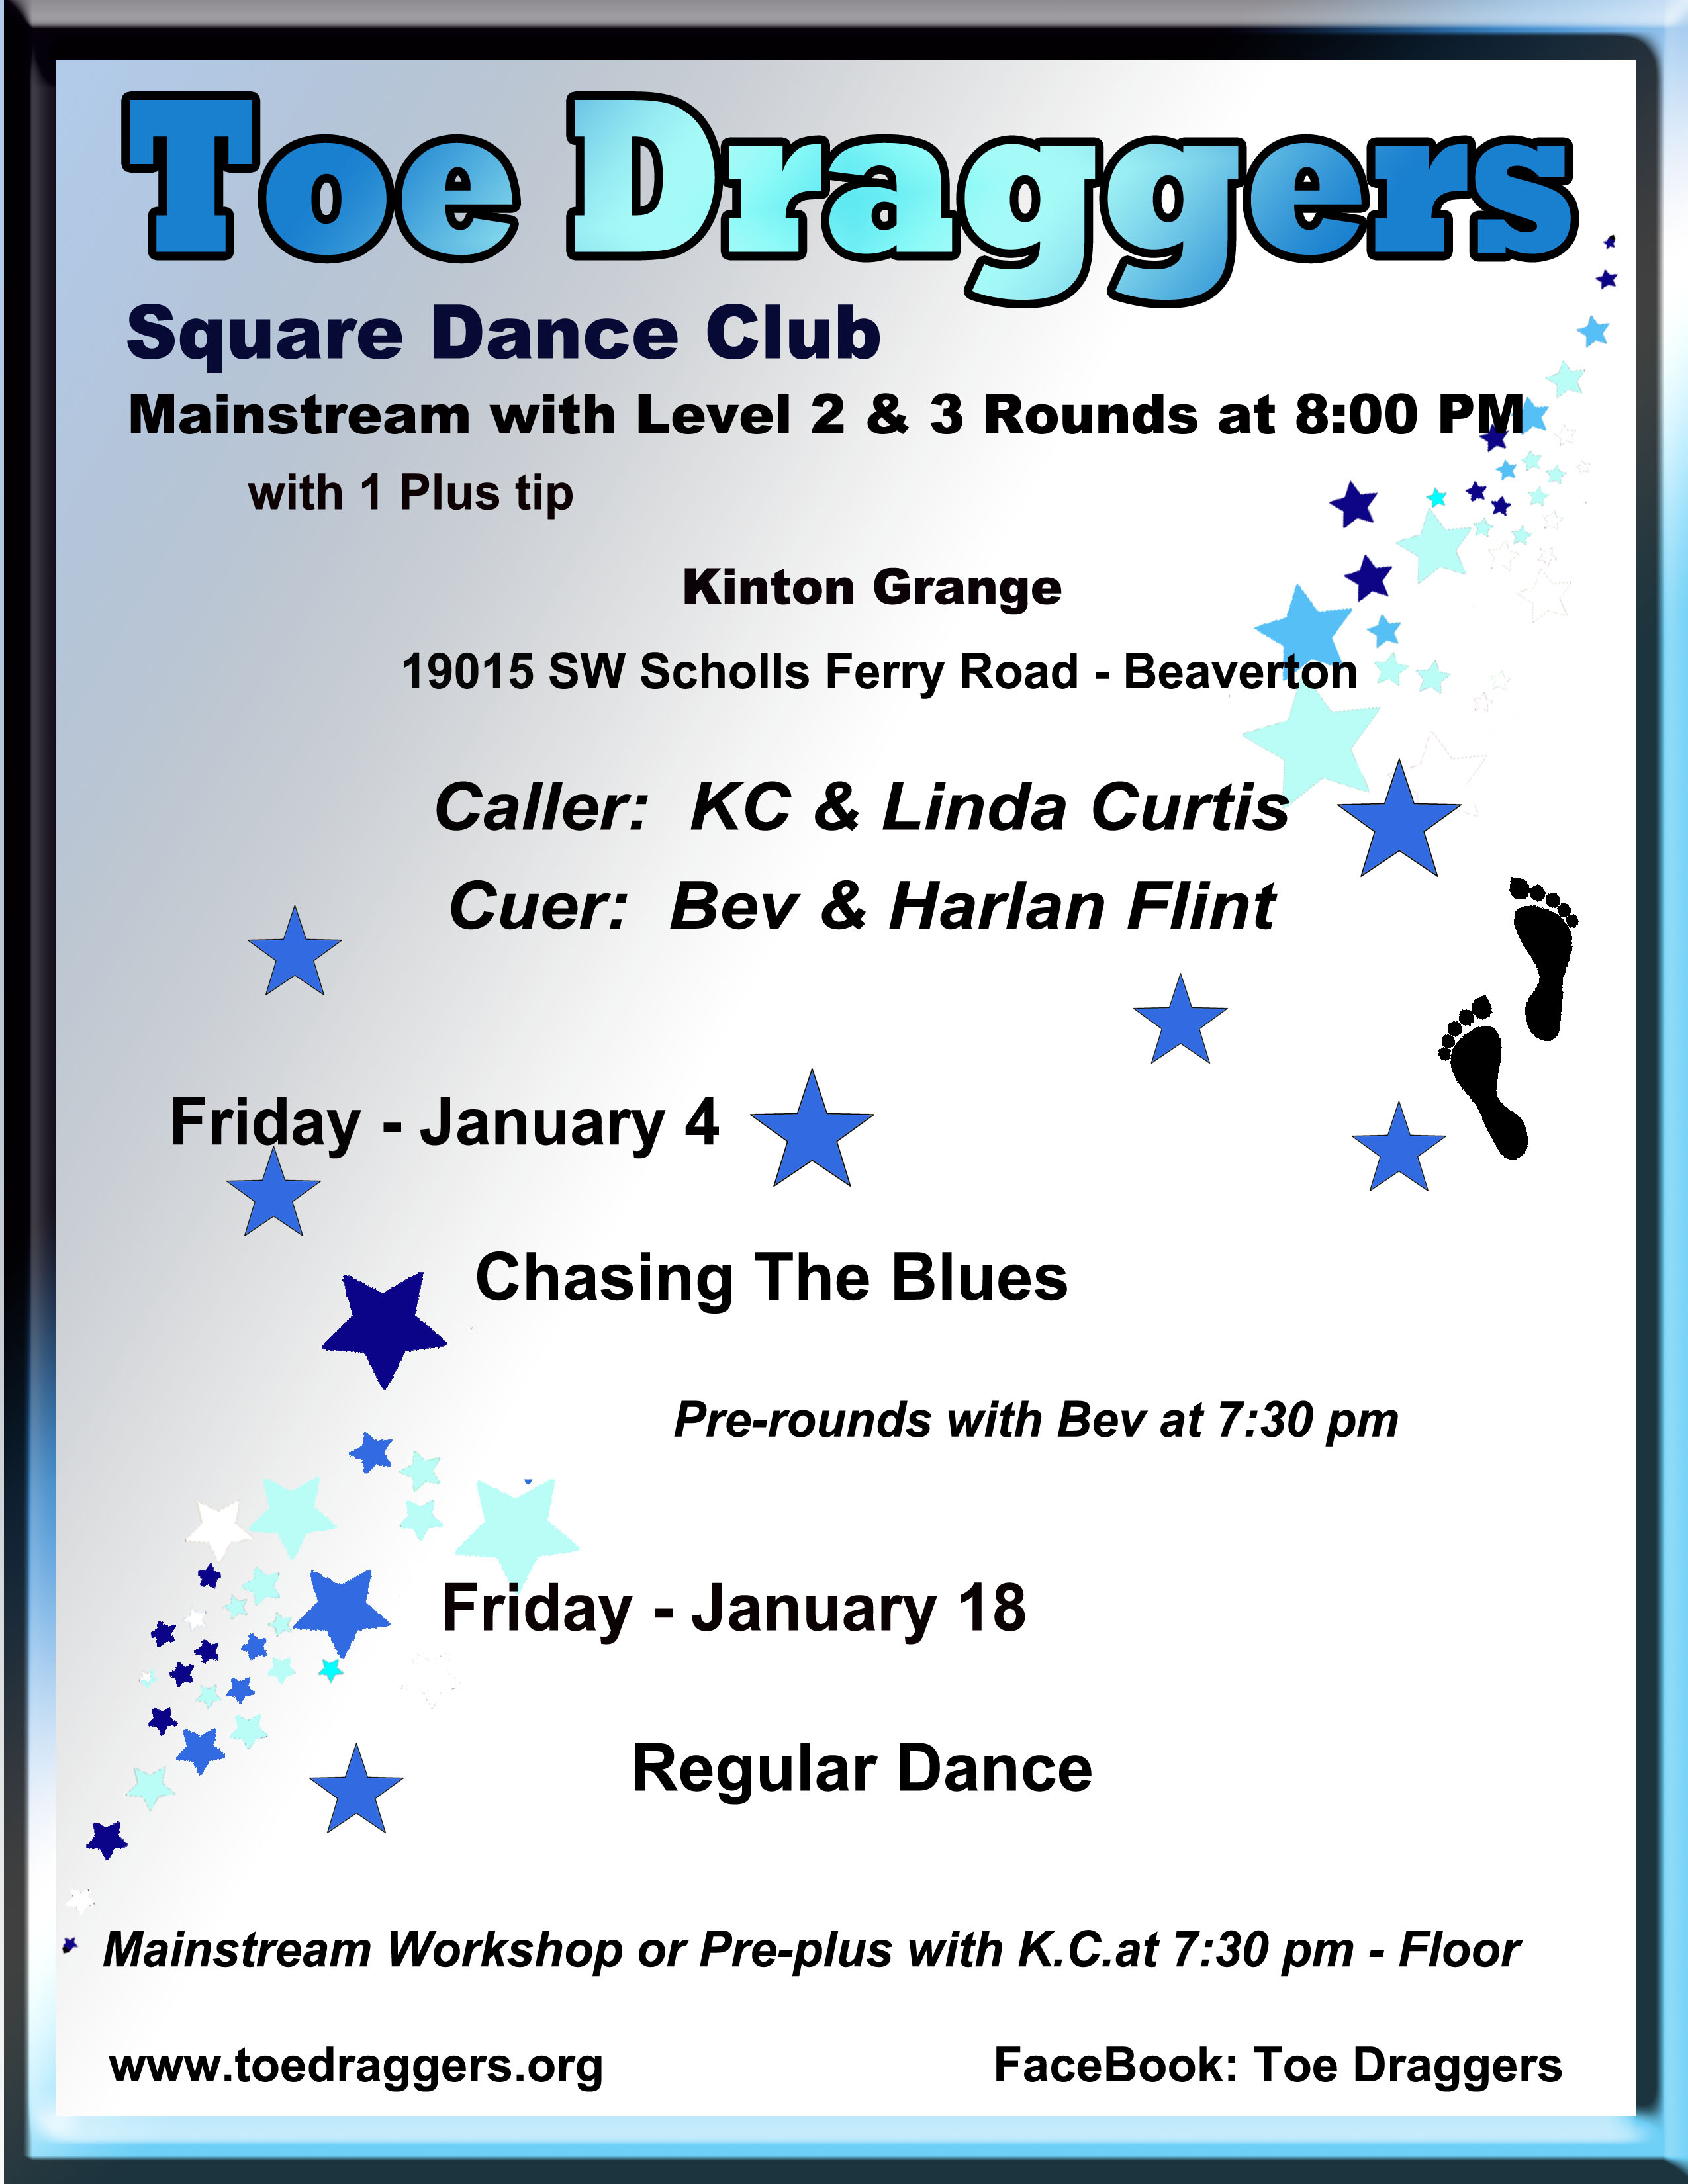 Toe Draggers
Square Dance Club
Mainstream with Level 2 & 3 Rounds at 8:00 PM
with 1 Plus tip
Kinton Grange
19015 SW Scholls Ferry Road - Beaverton
Caller: KC & Linda Curtis
Cuer: Bev & Harlan Flint
Friday - January 4
Chasing The Blues
Pre-rounds with Bev at 7:30 pm
Friday - January 18
Regular Dance
Mainstream Workshop or Pre-plus with K.C.at 7:30 pm - Floor
www.toedraggers.org FaceBook: Toe Draggers